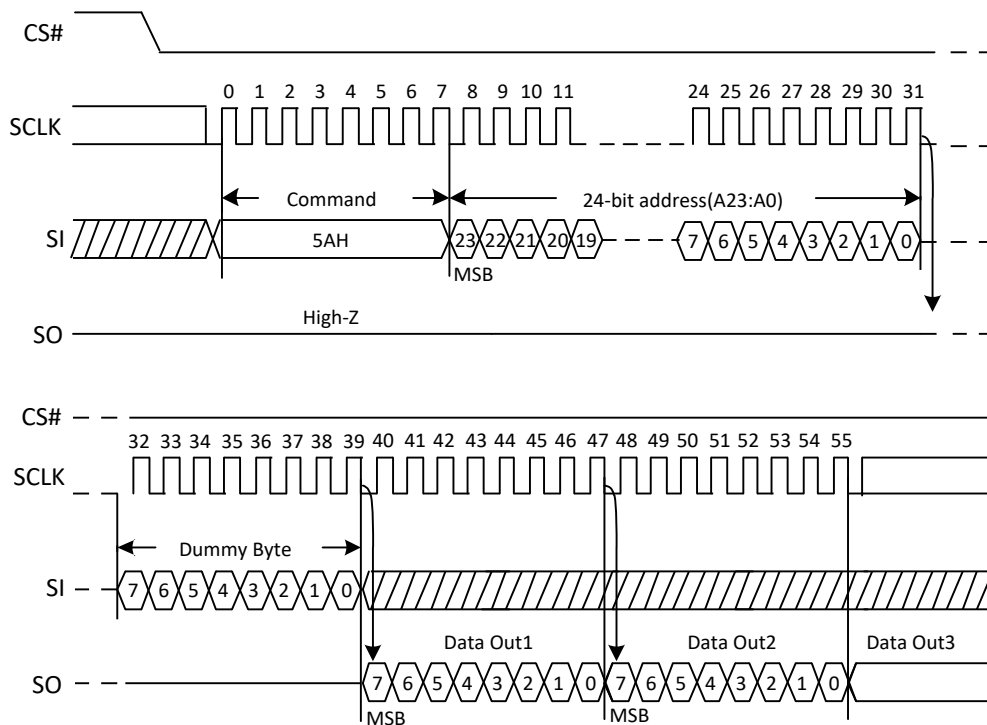 CS#
0 1 2 3 4 5 6 7 8 9 10 11 24 25 26 27 28 29 30 31
SCLK
Command 24-bit address(A23:A0)
SI 5AH 23 22 21 20 19 7 6 5 4 3 2 1 0
MSB
High-Z
SO
CS#
32 33 34 35 36 37 38 39 40 41 42 43 44 45 46 47 48 49 50 51 52 53 54 55
SCLK
Dummy Byte
SI 7 6 5 4 3 2 1 0
Data Out1 Data Out2 Data Out3
SO 7 6 5 4 3 2 1 0 7 6 5 4 3 2 1 0
MSB MSB